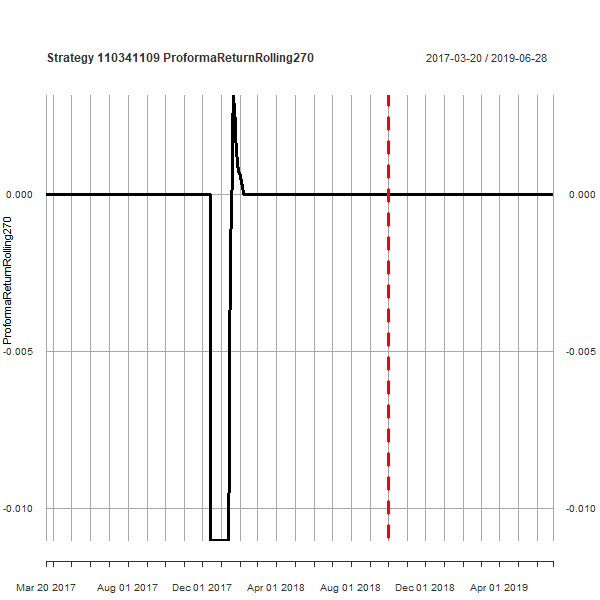 Strategy 110341109 ProformaReturnRolling270
2017-03-20 / 2019-06-28
ProformaReturnRolling270
0.000
0.000
-0.005
-0.005
-0.010
-0.010
Mar 20 2017
Aug 01 2017
Dec 01 2017
Apr 01 2018
Aug 01 2018
Dec 01 2018
Apr 01 2019